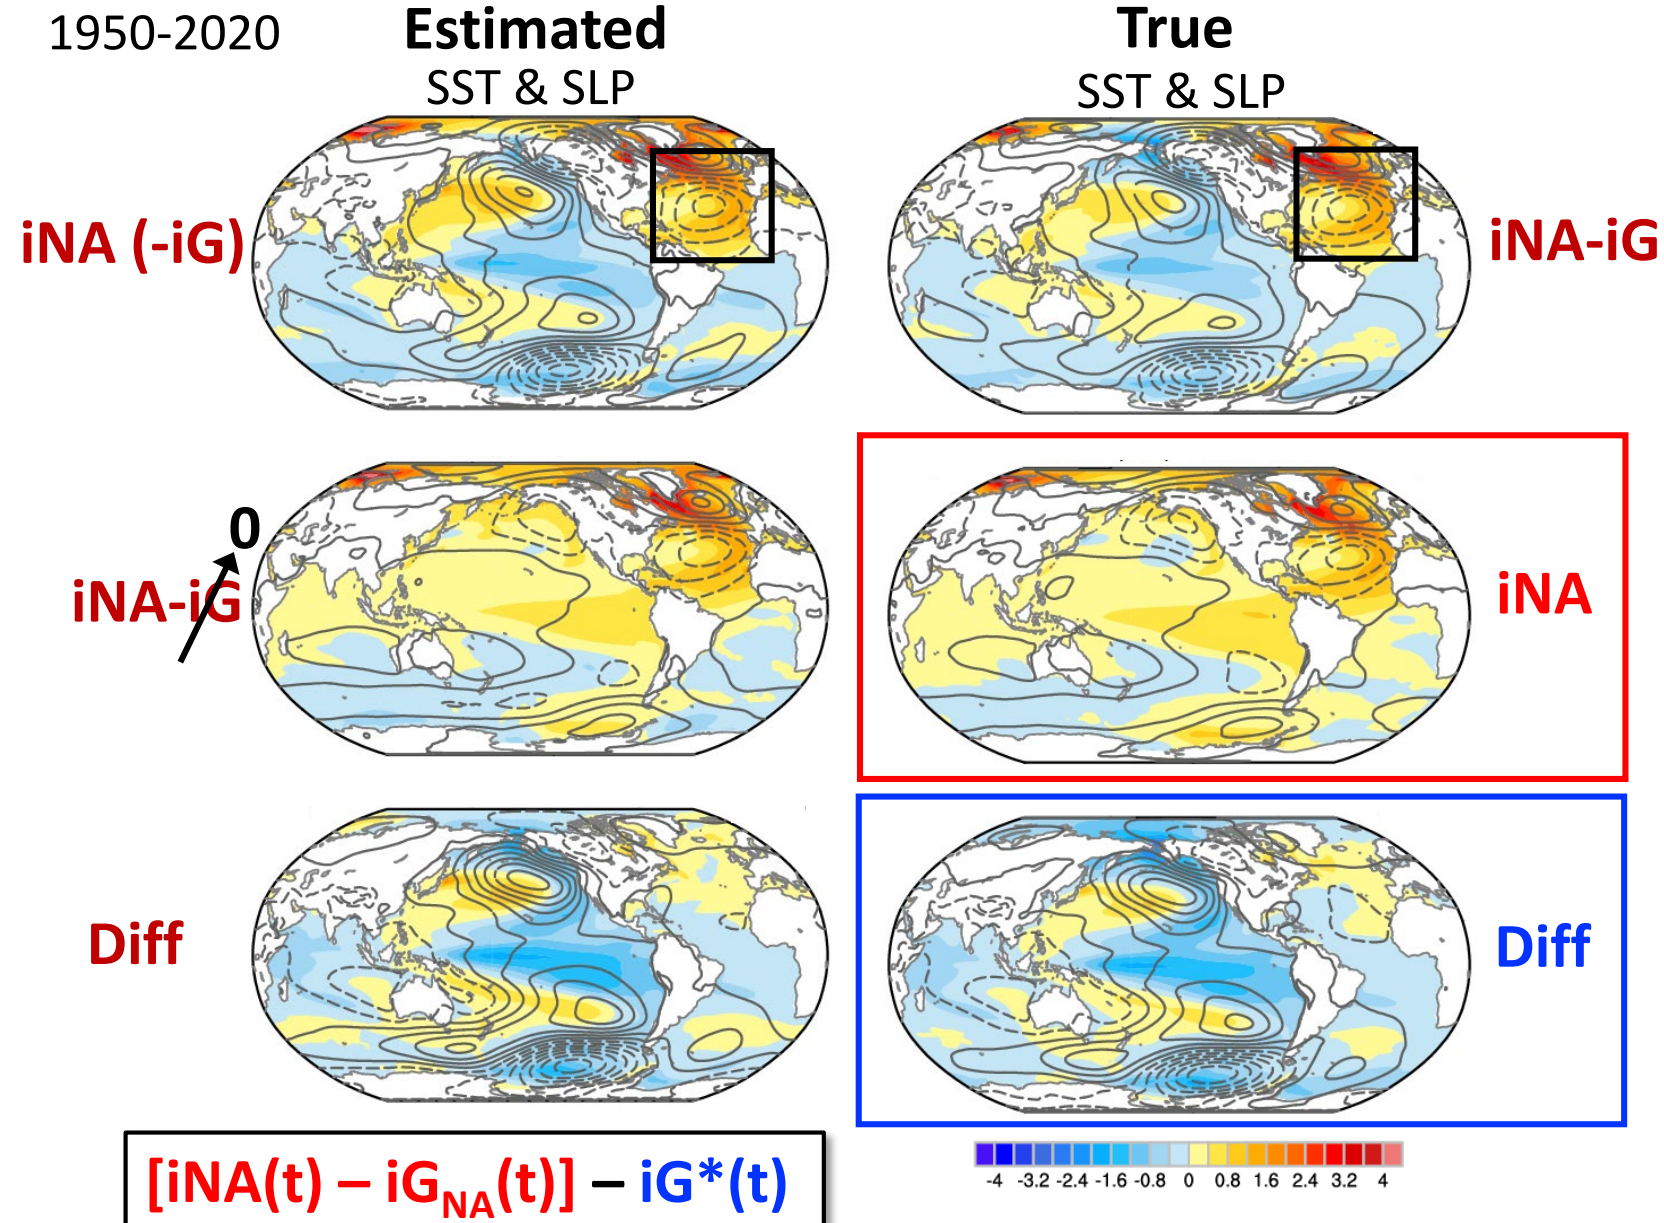 1950-2020
Estimated
SST & SLP
True
SST & SLP
iNA (-iG)
iNA-iG
0
iNA-iG
iNA
Diff
Diff
[iNA(t) – iGNA(t)] – iG*(t)
-4 -3.2 -2.4 -1.6 -0.8 0 0.8 1.6 2.4 3.2 4